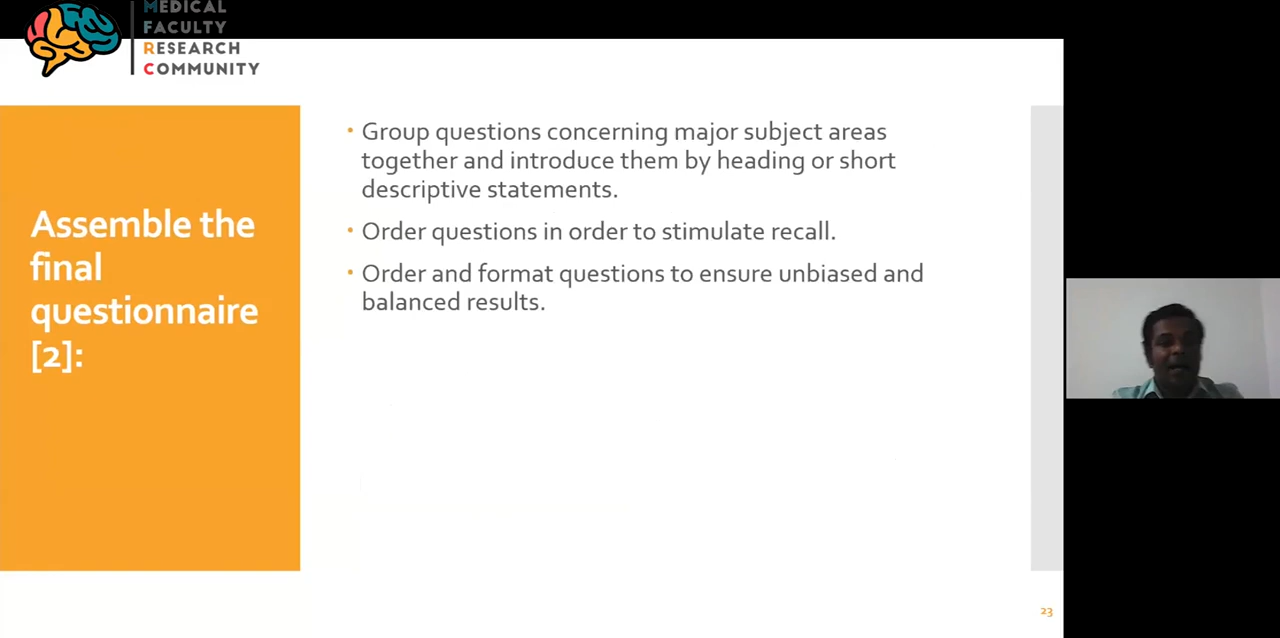 MEDICAL
FACULTY
RESEARCH
COMMUNITY
Assemble the
final
questionnaire
[2]:
• Group questions concerning major subject areas
together and introduce them by heading or short
descriptive statements.
• Order questions in order to stimulate recall.
• Order and format questions to ensure unbiased and
balanced results.
23